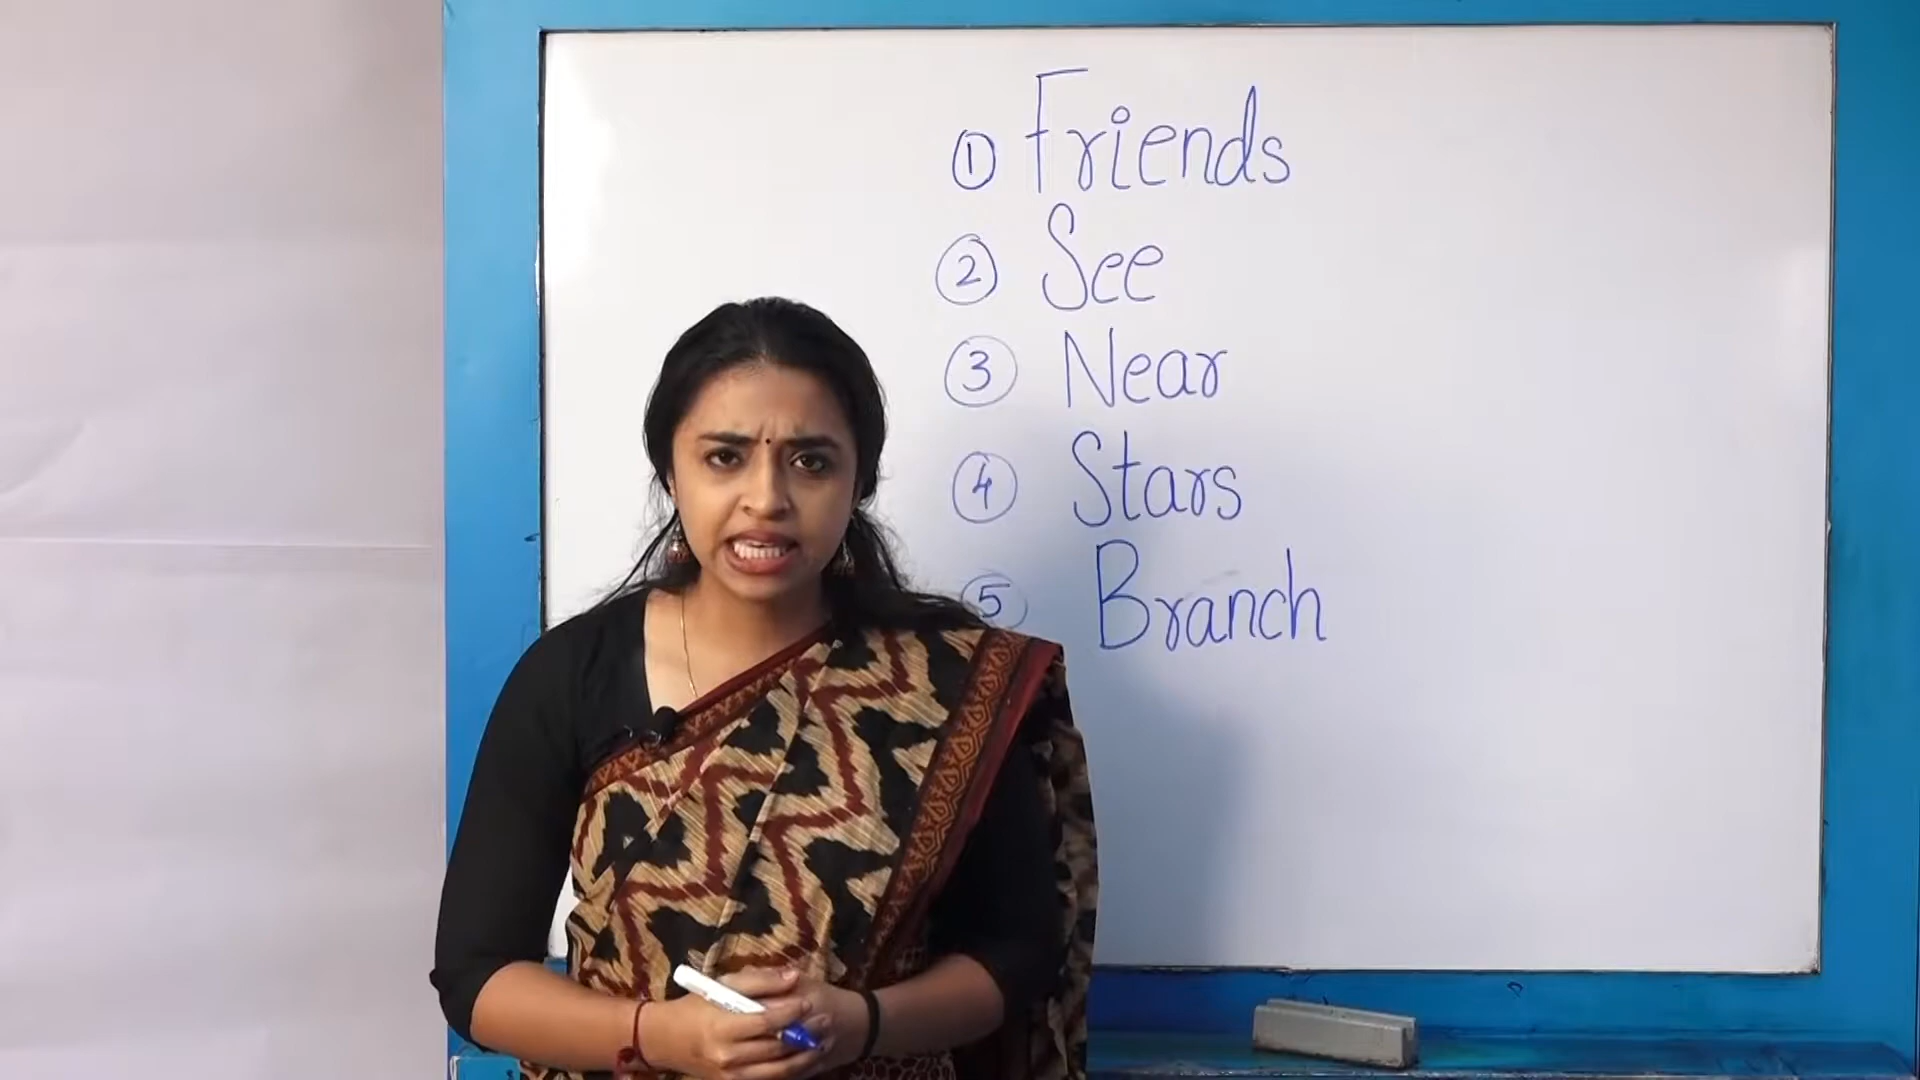 ① Friends
② See
③ Near
④ Stars
⑤ Branch